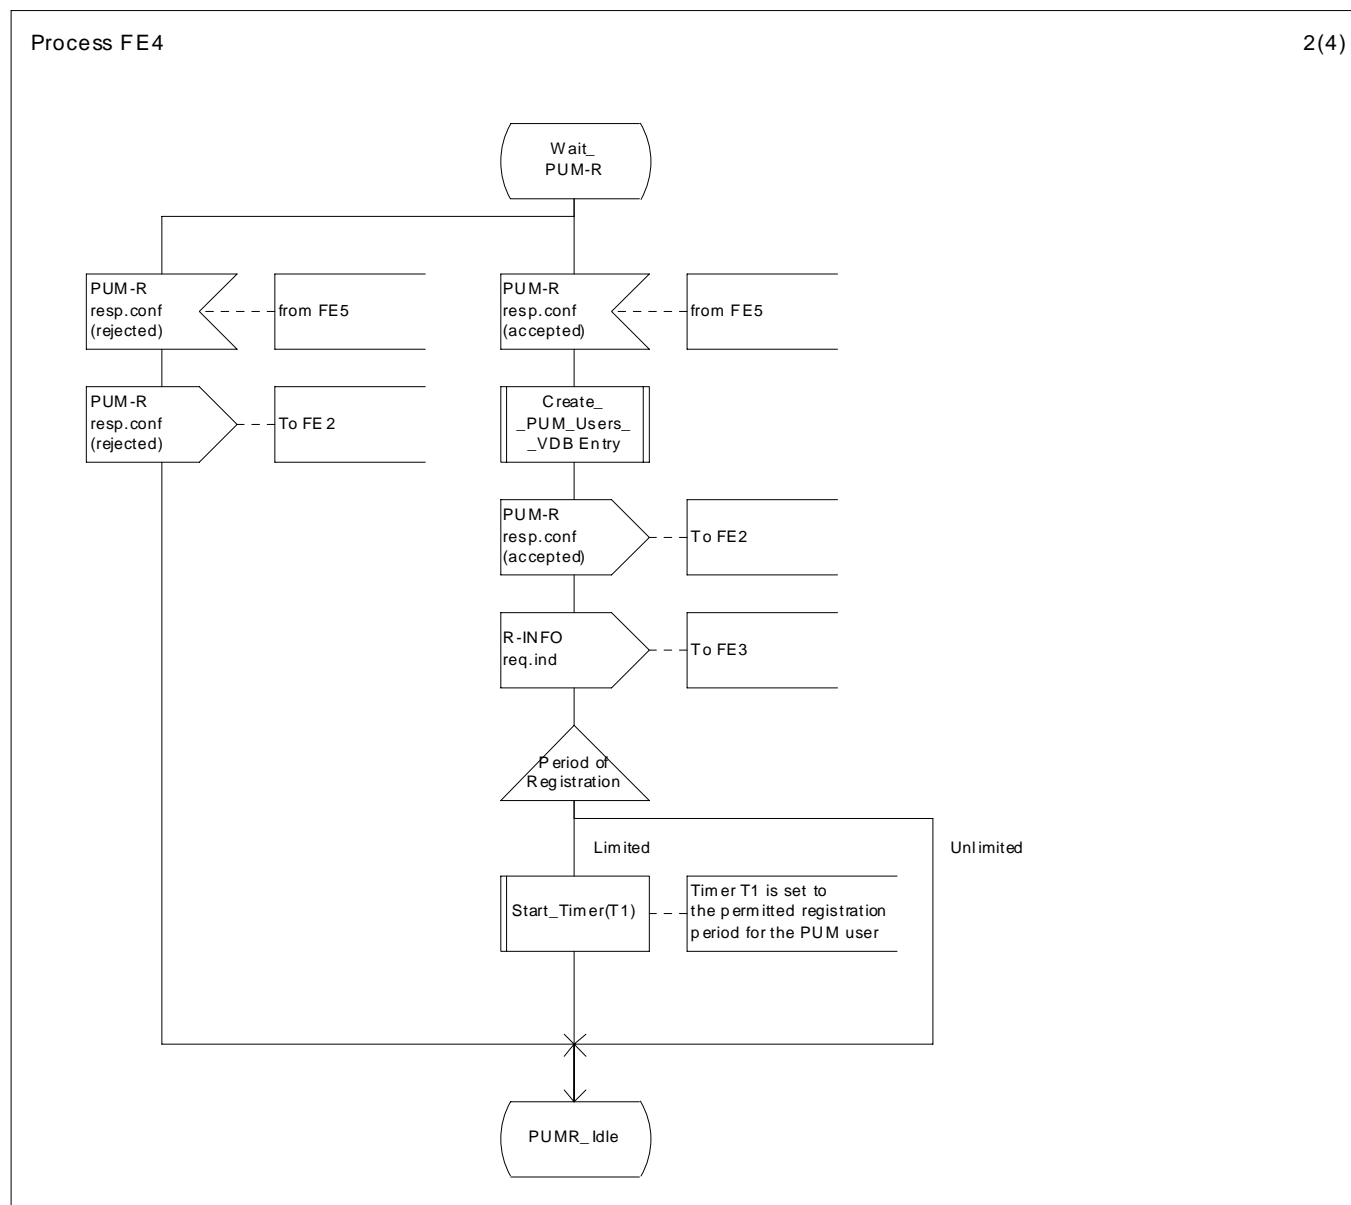 Process FE4
2(4)
Wait_
PUM-R
PUM-R
resp.conf
(rejected)
from FE5
PUM-R
resp.conf
(accepted)
from FE5
PUM-R
resp.conf
(rejected)
To FE2
Create_
_PUM_Users_
_VDB Entry
PUM-R
resp.conf
(accepted)
To FE2
R-INFO
req.ind
To FE3
Period of
Registration
Limited
Unlimited
Start_Timer(T1)
Timer T1 is set to
the permitted registration
period for the PUM user
PUMR_Idle